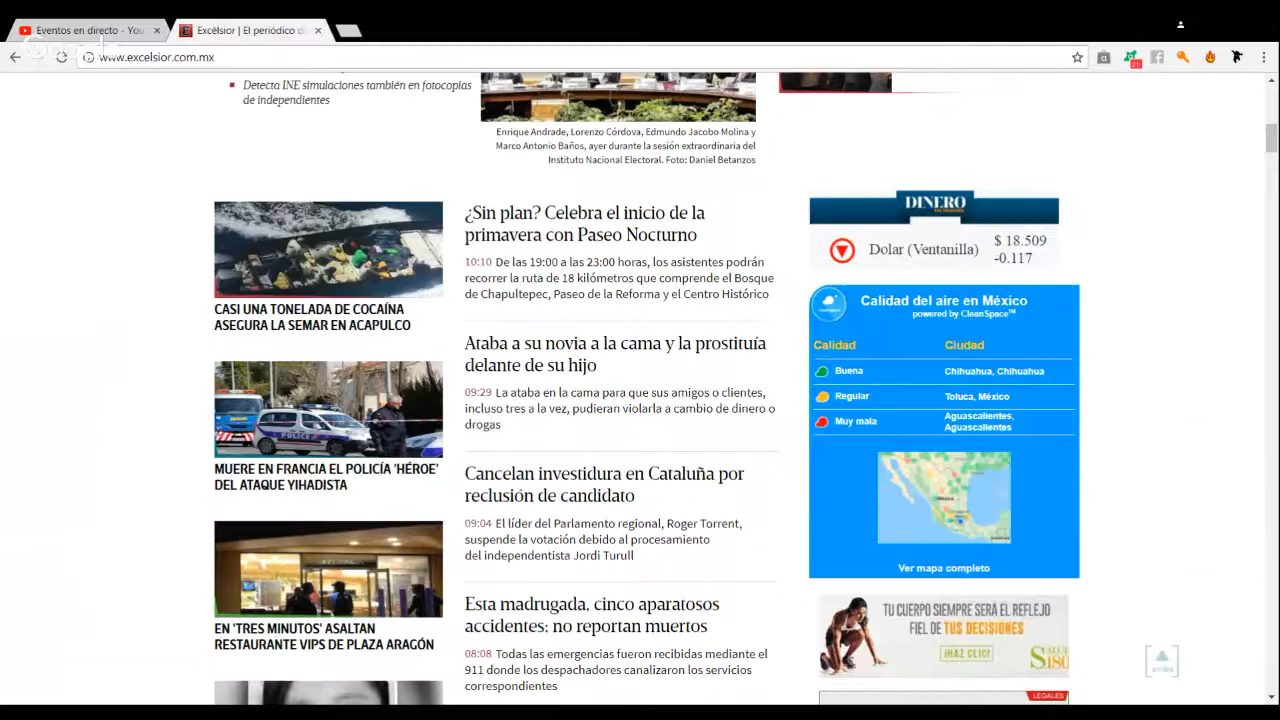 Eventos en directo - You
Excélsior | El periódico d
www.excelsior.com.mx
21
Detecta INE simulaciones también en fotocopias
de independientes
Enrique Andrade, Lorenzo Córdova, Edmundo Jacobo Molina y
Marco Antonio Baños, ayer durante la sesión extraordinaria del
Instituto Nacional Electoral. Foto: Daniel Betanzos
CASI UNA TONELADA DE COCAÍNA
ASEGURA LA SEMAR EN ACAPULCO
POLICE
MUERE EN FRANCIA EL POLICÍA 'HÉROE'
DEL ATAQUE YIHADISTA
EN 'TRES MINUTOS' ASALTAN
RESTAURANTE VIPS DE PLAZA ARAGÓN
¿Sin plan? Celebra el inicio de la
primavera con Paseo Nocturno
10:10 De las 19:00 a las 23:00 horas, los asistentes podrán
recorrer la ruta de 18 kilómetros que comprende el Bosque
de Chapultepec, Paseo de la Reforma y el Centro Histórico
Ataba a su novia a la cama y la prostituía
delante de su hijo
09:29 La ataba en la cama para que sus amigos o clientes,
incluso tres a la vez, pudieran violarla a cambio de dinero o
drogas
Cancelan investidura en Cataluña por
reclusión de candidato
09:04 El líder del Parlamento regional, Roger Torrent,
suspende la votación debido al procesamiento
del independentista Jordi Turull
Esta madrugada, cinco aparatosos
accidentes; no reportan muertos
08:08 Todas las emergencias fueron recibidas mediante el
911 donde los despachadores canalizaron los servicios
correspondientes
DINERO
Dolar (Ventanilla)
$ 18.509
-0.117
Calidad del aire en México
powered by CleanSpace™
Calidad Ciudad
Buena Chihuahua, Chihuahua
Regular Toluca, México
Muy mala Aguascalientes,
Aguascalientes
Ver mapa completo
TU CUERPO SIEMPRE SERÁ EL REFLEJO
FIEL DE TUS DECISIONES
¡HAZ CLIC!
S180
LEGALES